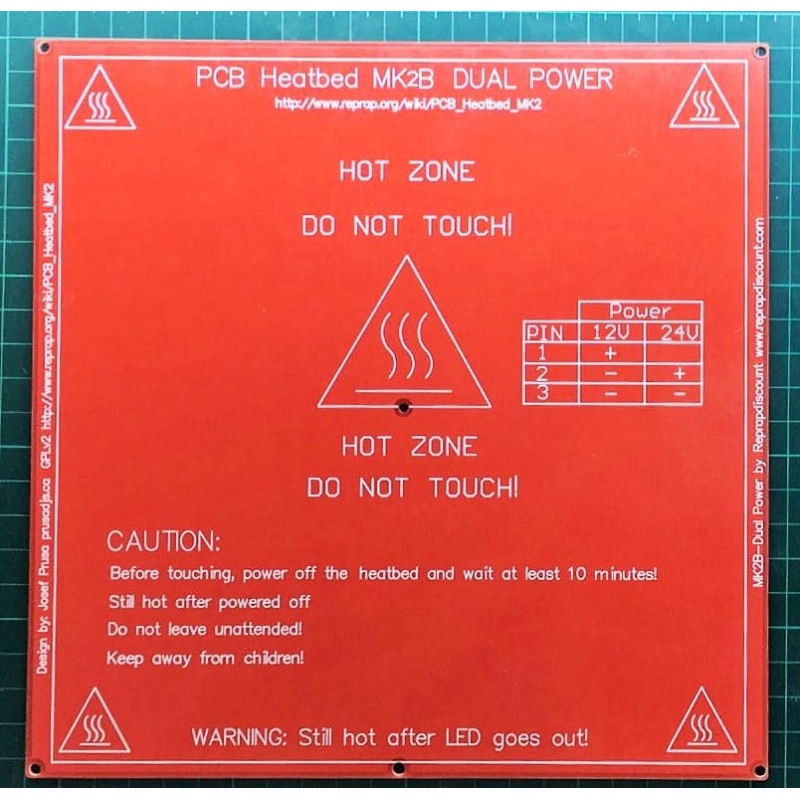 PCB Heatbed MK2B DUAL POWER
http://www.reprap.org/wiki/PCB_Heatbed_MK2
HOT ZONE
DO NOT TOUCH!
Power
PIN 12V 24V
1 +
2 - +
3 - -
HOT ZONE
DO NOT TOUCH!
CAUTION:
Before touching, power off the heatbed and wait at least 10 minutes!
Still hot after powered off
Do not leave unattended!
Keep away from children!
WARNING: Still hot after LED goes out!
Design by: Josef Prusa prusadjs.cz GPLv2 http://www.reprap.org/wiki/PCB_Heatbed_MK2
MK2B-Dual Power by Reprapdiscount www.reprapdiscount.com